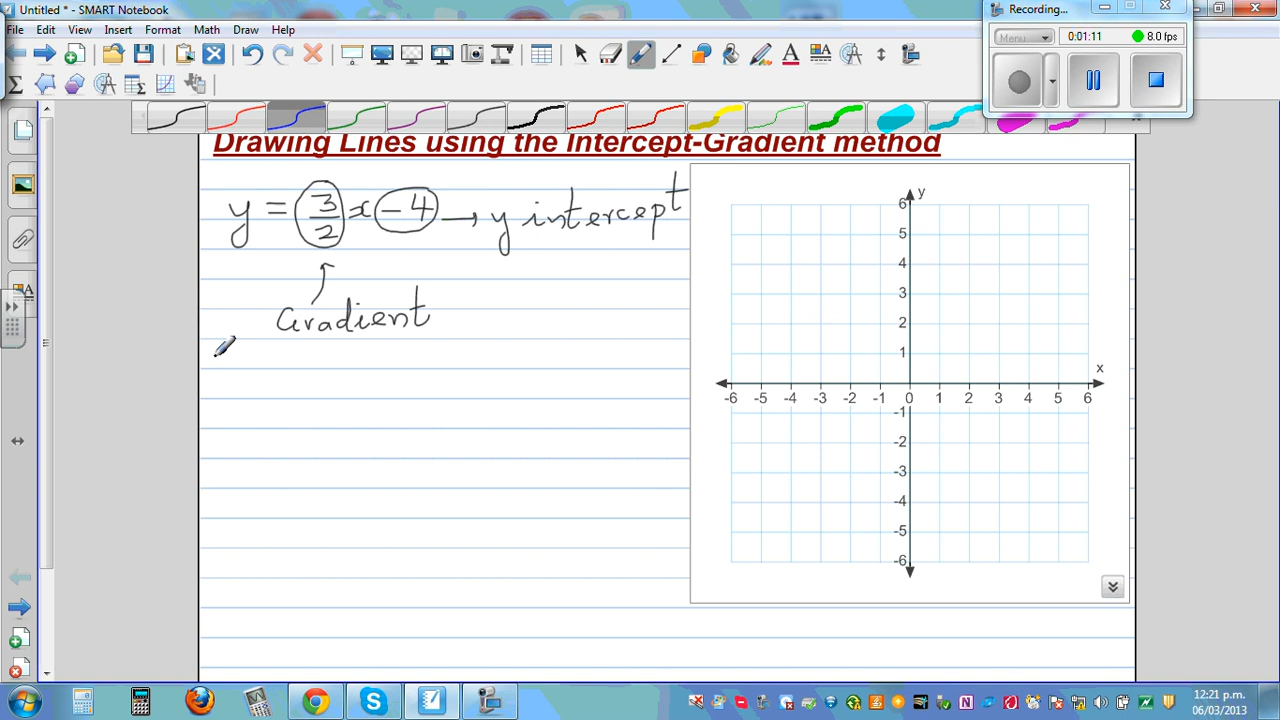 Untitled * - SMART Notebook
Recording...
File Edit View Insert Format Math Draw Help
Menu 0:01:11 8.0 fps
Drawing Lines using the Intercept-Gradient method
y = 3/2 x - 4 → y intercept
Gradient
y
6
5
4
3
2
1
x
-6 -5 -4 -3 -2 -1 0 1 2 3 4 5 6
-1
-2
-3
-4
-5
-6
12:21 p.m.
06/03/2013